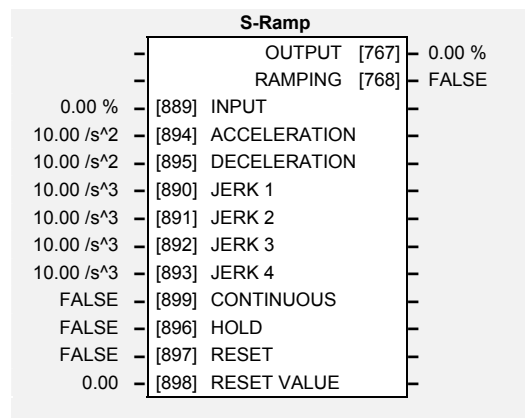 S-Ramp
OUTPUT [767] 0.00 %
RAMPING [768] FALSE
0.00 % [889] INPUT
10.00 /s^2 [894] ACCELERATION
10.00 /s^2 [895] DECELERATION
10.00 /s^3 [890] JERK 1
10.00 /s^3 [891] JERK 2
10.00 /s^3 [892] JERK 3
10.00 /s^3 [893] JERK 4
FALSE [899] CONTINUOUS
FALSE [896] HOLD
FALSE [897] RESET
0.00 [898] RESET VALUE